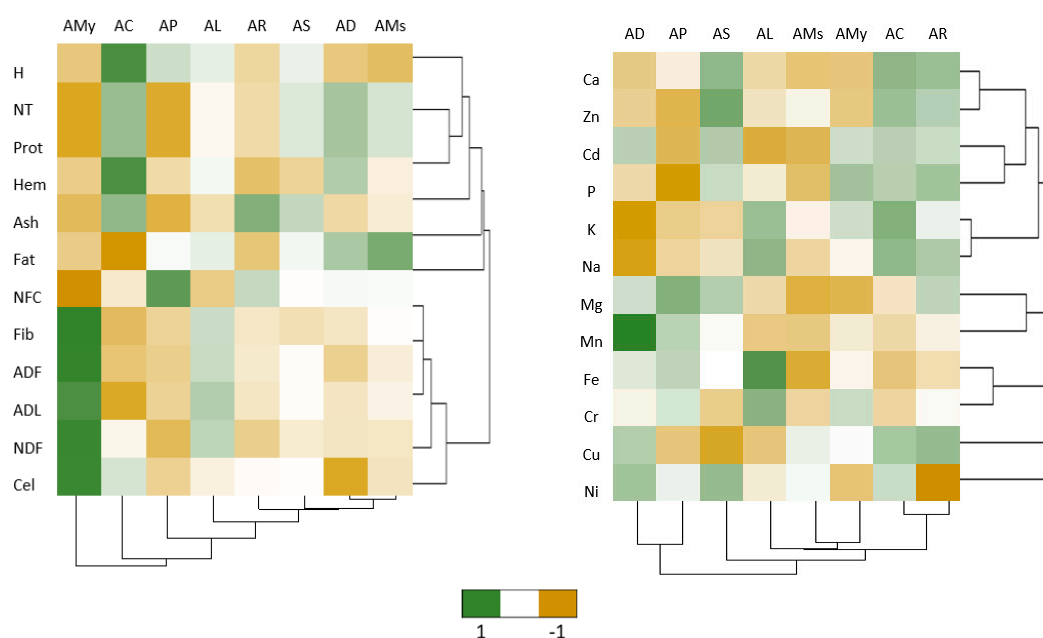 AMy AC AP AL AR AS AD AMs
H
NT
Prot
Hem
Ash
Fat
NFC
Fib
ADF
ADL
NDF
Cel
AD AP AS AL AMs AMy AC AR
Ca
Zn
Cd
P
K
Na
Mg
Mn
Fe
Cr
Cu
Ni
1 -1